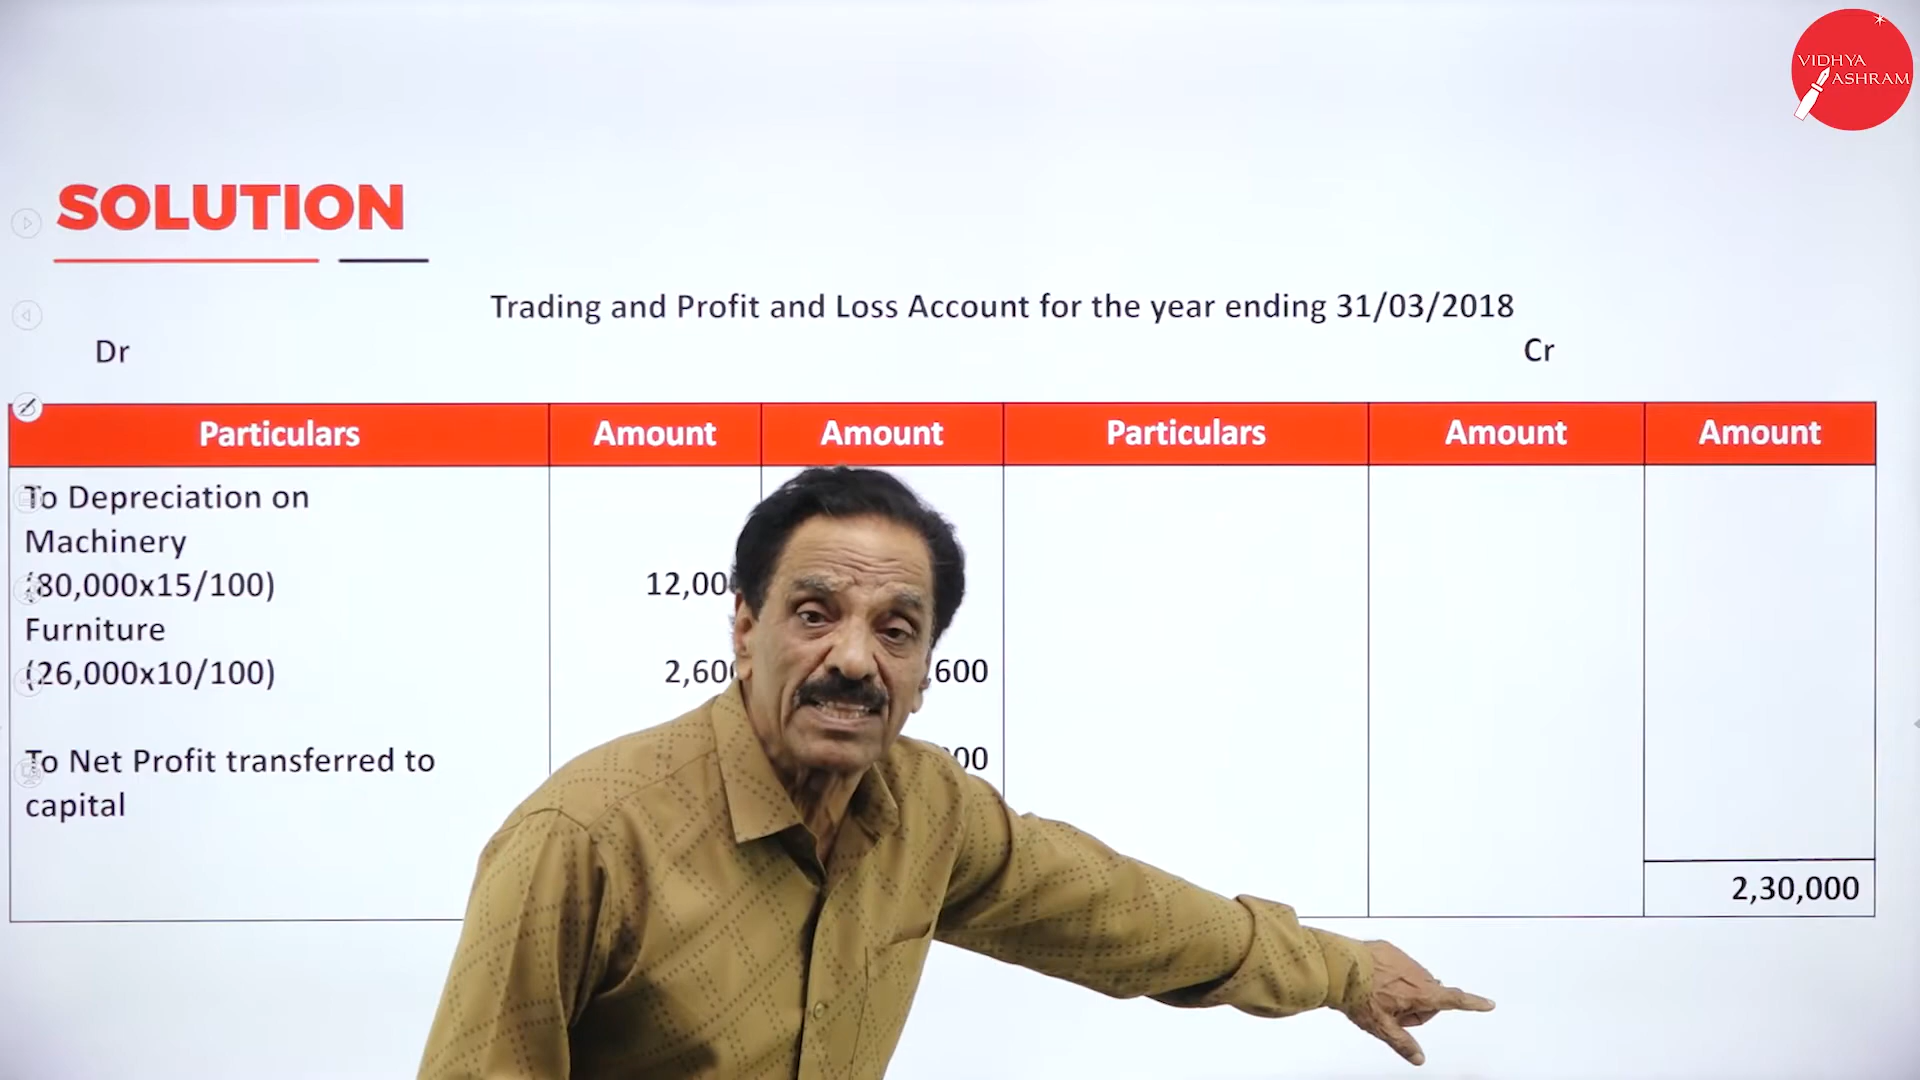 VIDHYA
ASHRAM
SOLUTION
Trading and Profit and Loss Account for the year ending 31/03/2018
Dr Cr
Particulars Amount Amount Particulars Amount Amount
To Depreciation on
Machinery
(80,000x15/100)
Furniture
(26,000x10/100)
To Net Profit transferred to
capital
2,30,000